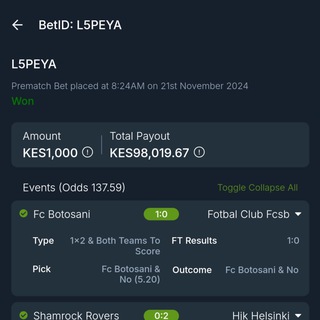 BetID: L5PEYA
L5PEYA
Prematch Bet placed at 8:24AM on 21st November 2024
Won
Amount Total Payout
KES1,000 KES98,019.67
Events (Odds 137.59) Toggle Collapse All
Fc Botosani 1:0 Fotbal Club Fcsb
Type 1x2 & Both Teams To Score FT Results 1:0
Pick Fc Botosani & No (5.20) Outcome Fc Botosani & No
Shamrock Rovers 0:2 Hjk Helsinki